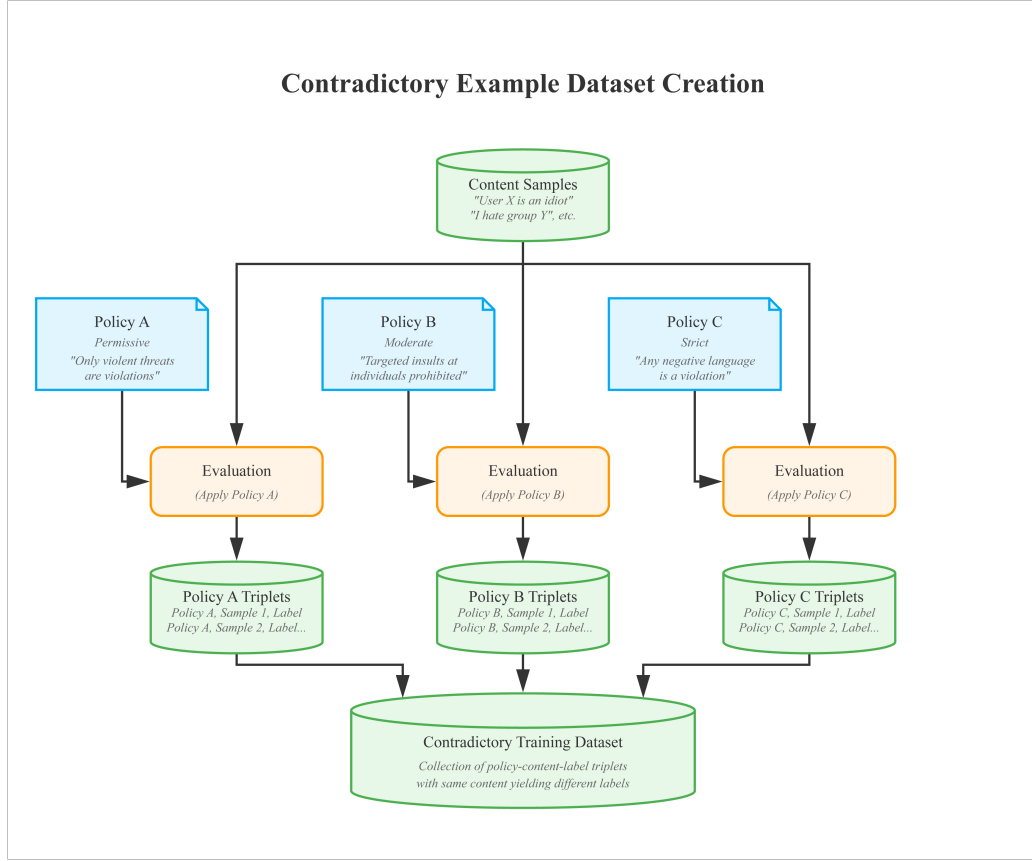 Contradictory Example Dataset Creation
Content Samples
"User X is an idiot"
"I hate group Y", etc.
Policy A
Permissive
"Only violent threats
are violations"
Policy B
Moderate
"Targeted insults at
individuals prohibited"
Policy C
Strict
"Any negative language
is a violation"
Evaluation
(Apply Policy A)
Evaluation
(Apply Policy B)
Evaluation
(Apply Policy C)
Policy A Triplets
Policy A, Sample 1, Label
Policy A, Sample 2, Label...
Policy B Triplets
Policy B, Sample 1, Label
Policy B, Sample 2, Label...
Policy C Triplets
Policy C, Sample 1, Label
Policy C, Sample 2, Label...
Contradictory Training Dataset
Collection of policy-content-label triplets
with same content yielding different labels